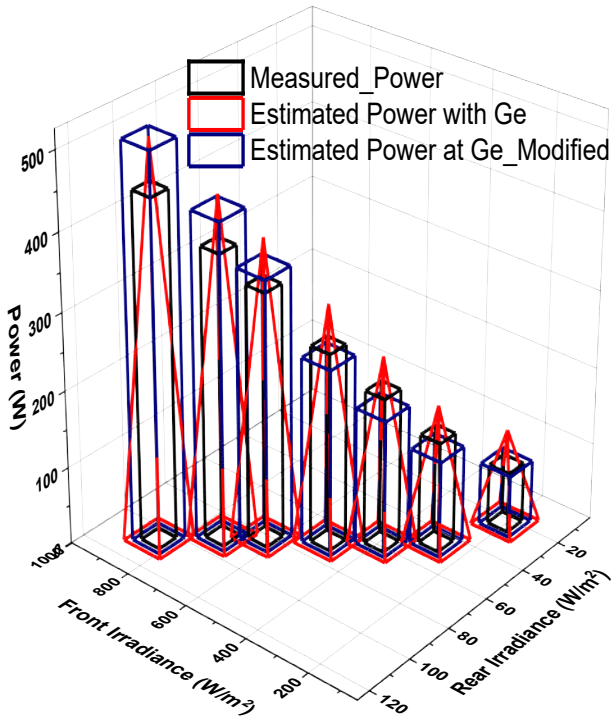 Measured_Power
Estimated Power with Ge
Estimated Power at Ge_Modified
500
400
300
200
100
Power (W)
1000
800
600
400
200
Front Irradiance (W/m²)
20
40
60
80
100
120
Rear Irradiance (W/m²)